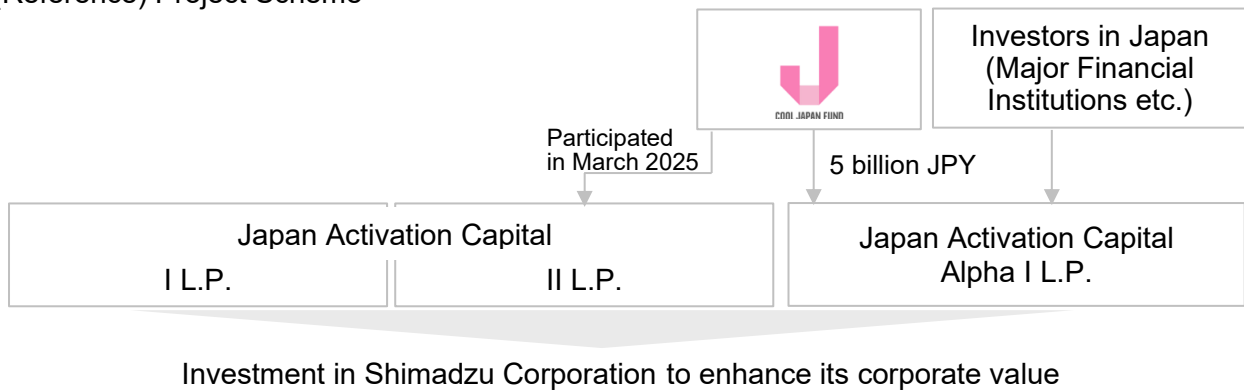 (Reference) Project Scheme
COOL JAPAN FUND
Investors in Japan
(Major Financial
Institutions etc.)
Participated
in March 2025
5 billion JPY
Japan Activation Capital
I L.P.
II L.P.
Japan Activation Capital
Alpha I L.P.
Investment in Shimadzu Corporation to enhance its corporate value